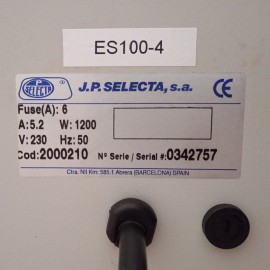 ES100-4
J.P. SELECTA, s.a.
SELECTA
CE
Fuse(A): 6
A: 5.2 W: 1200
V: 230 Hz: 50
Cod: 2000210 Nº Serie / Serial #: 0342757
Ctra. NII Km: 585.1 Abrera (BARCELONA) SPAIN